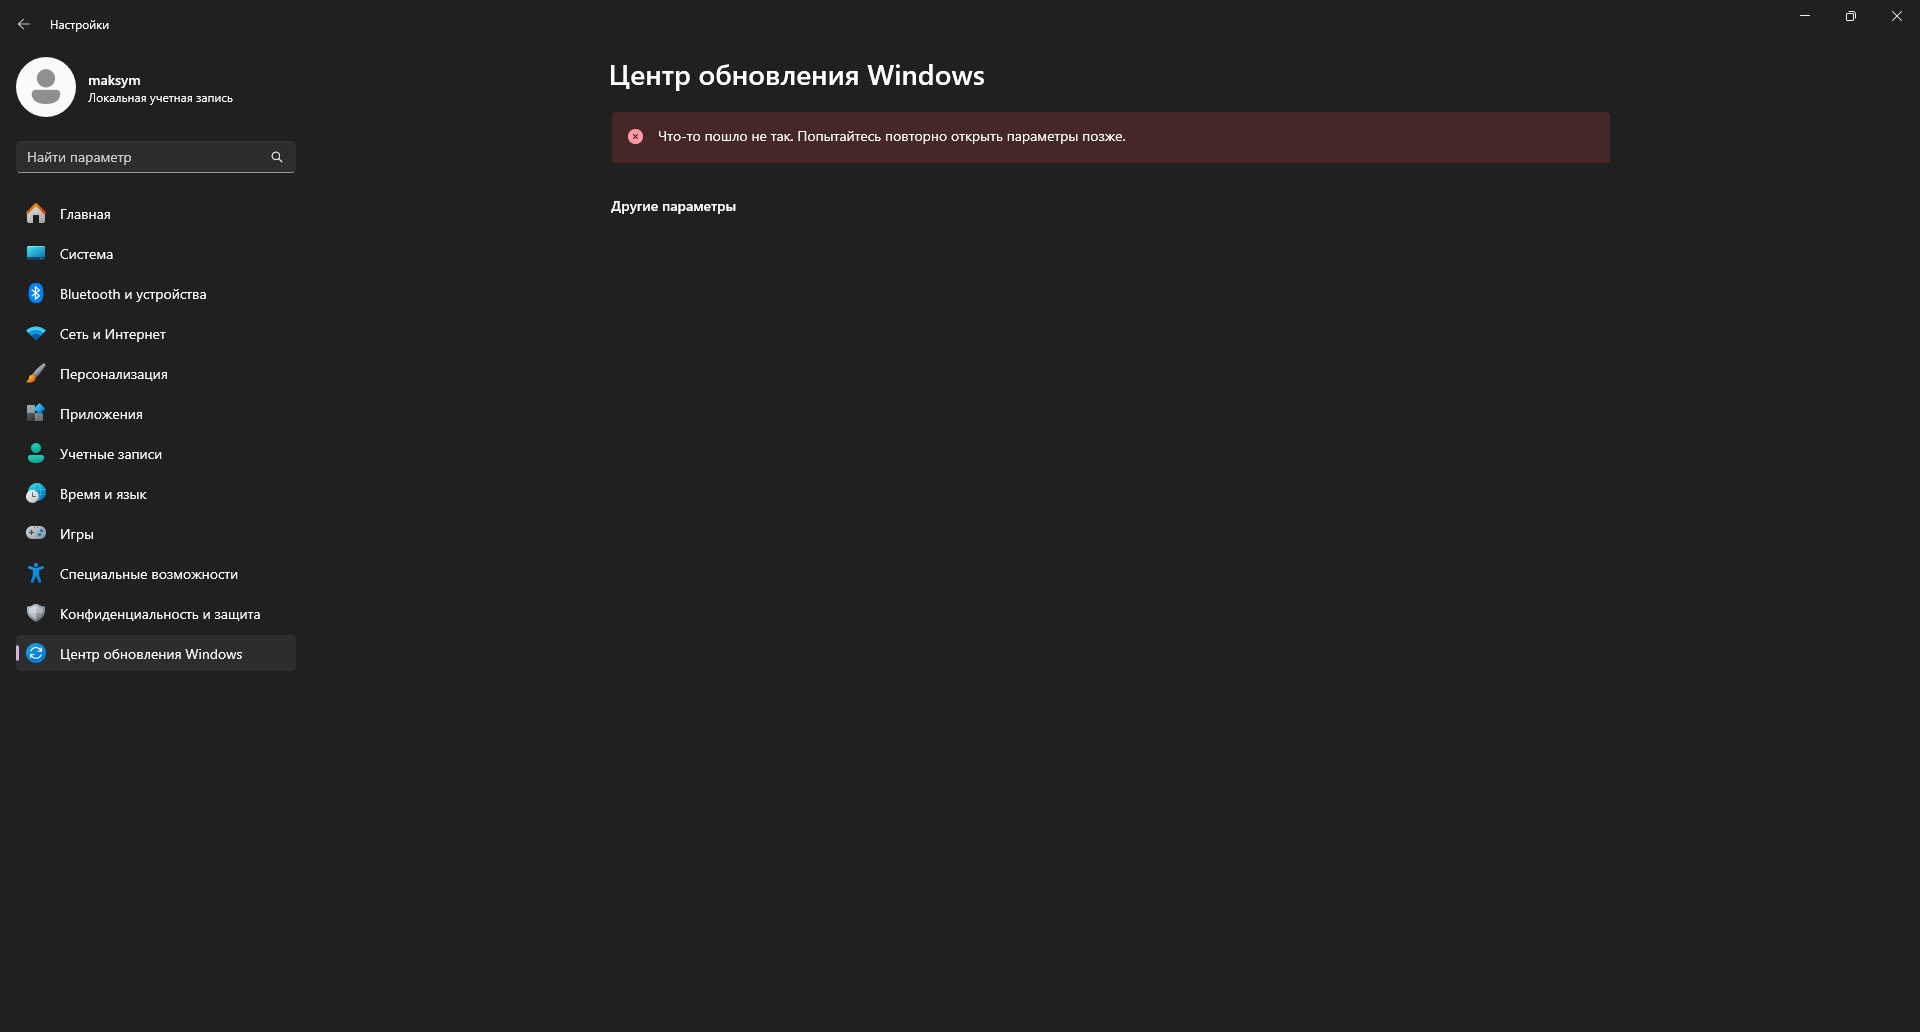 Настройки
maksym
Локальная учетная запись
Найти параметр
Главная
Система
Bluetooth и устройства
Сеть и Интернет
Персонализация
Приложения
Учетные записи
Время и язык
Игры
Специальные возможности
Конфиденциальность и защита
Центр обновления Windows
Центр обновления Windows
Что-то пошло не так. Попытайтесь повторно открыть параметры позже.
Другие параметры